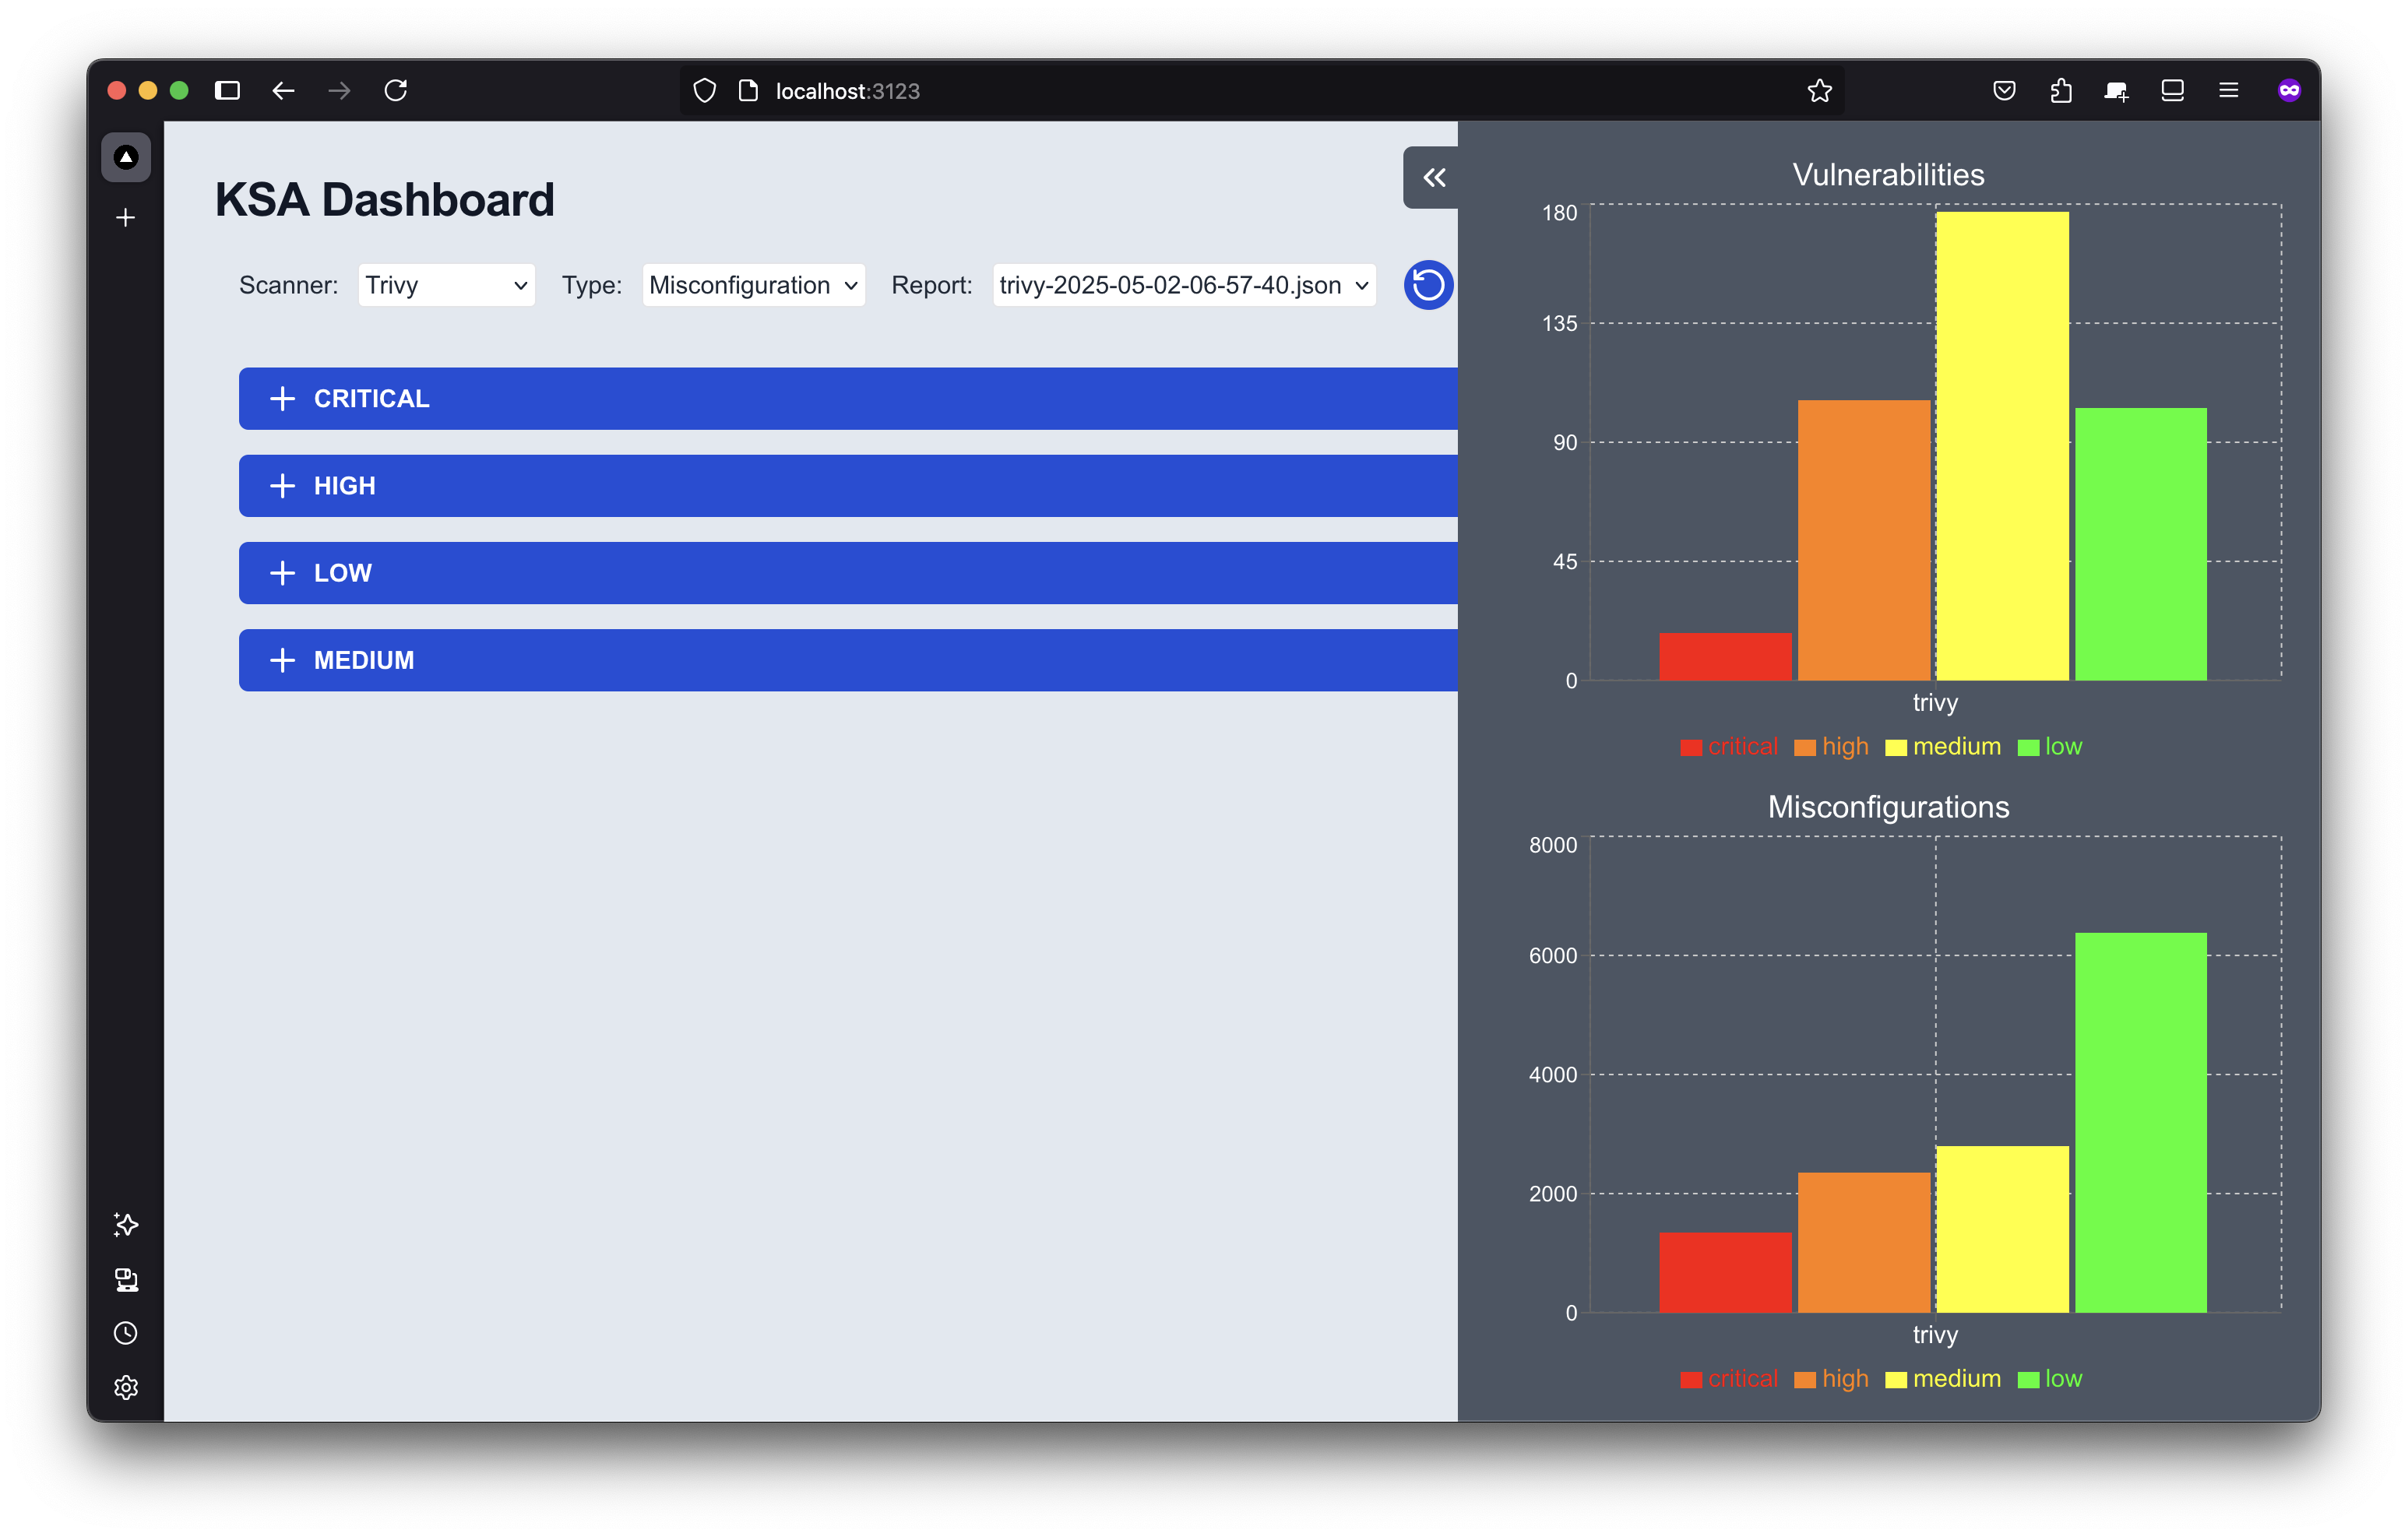 localhost:3123
KSA Dashboard
Scanner: Trivy Type: Misconfiguration Report: trivy-2025-05-02-06-57-40.json
CRITICAL
HIGH
LOW
MEDIUM
Vulnerabilities
180
135
90
45
0
trivy
critical high medium low
Misconfigurations
8000
6000
4000
2000
0
trivy
critical high medium low